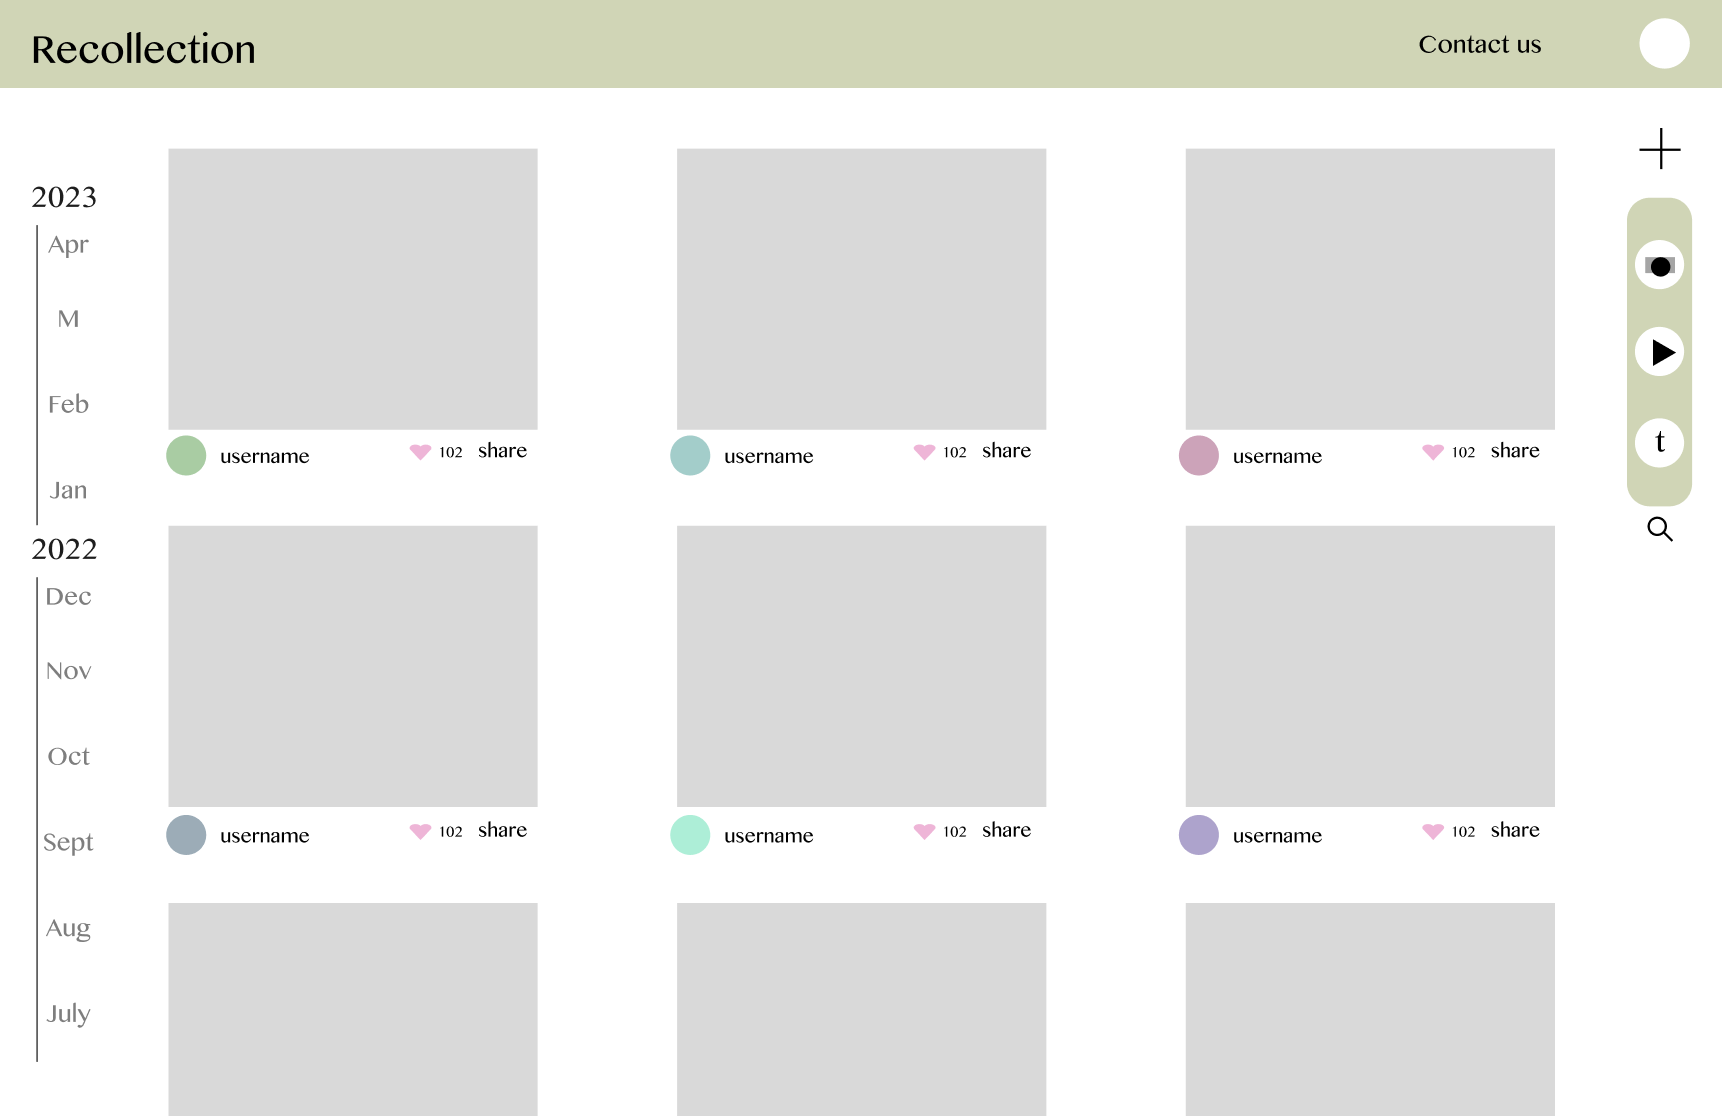 Recollection
Contact us
2023
Apr
M
Feb
Jan
2022
Dec
Nov
Oct
Sept
Aug
July
username
102
share
username
102
share
username
102
share
username
102
share
username
102
share
username
102
share
t